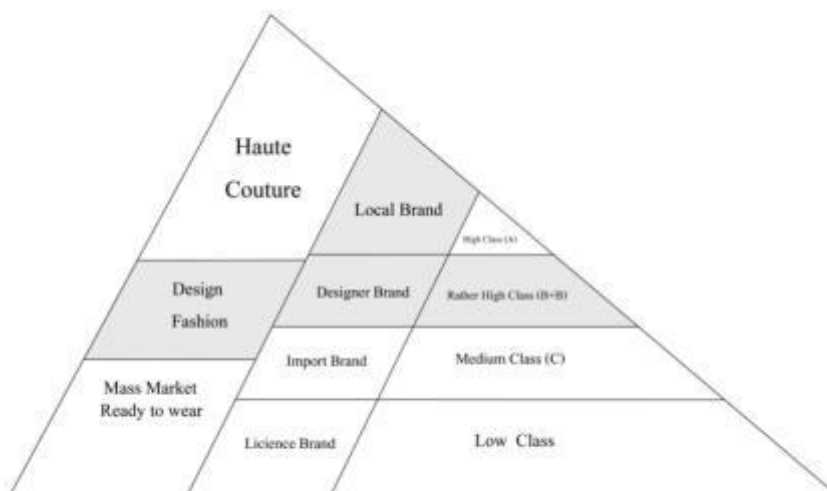 Haute
Couture
Local Brand
High Class (A)
Design
Fashion
Designer Brand
Rather High Class (B+B)
Import Brand
Medium Class (C)
Mass Market
Ready to wear
Licience Brand
Low Class